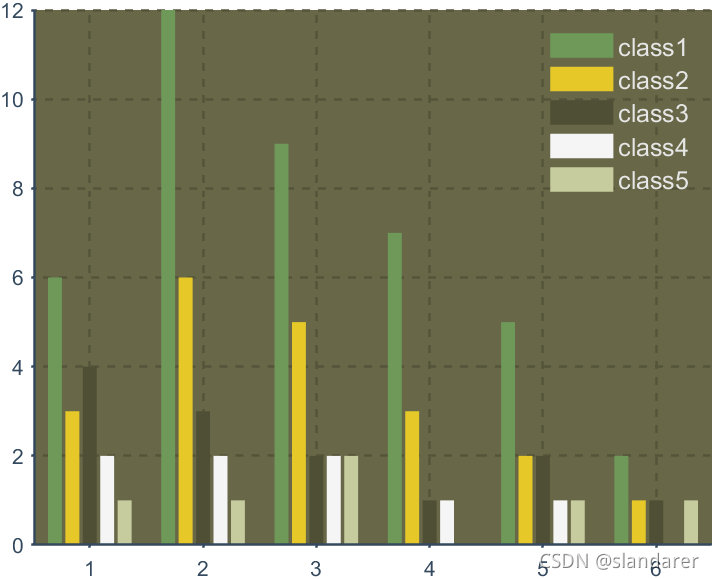 12
10
8
6
4
2
0
class1
class2
class3
class4
class5
1 2 3 4 5 6
CSDN @slandarer